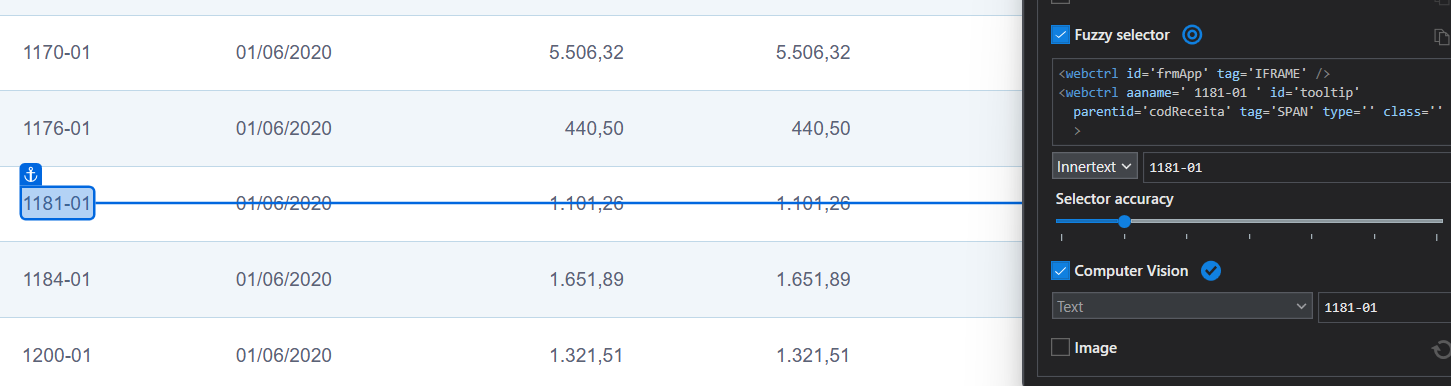 1170-01 01/06/2020 5.506,32 5.506,32
1176-01 01/06/2020 440,50 440,50
1181-01 01/06/2020 1.101,26 1.101,26
1184-01 01/06/2020 1.651,89 1.651,89
1200-01 01/06/2020 1.321,51 1.321,51
Fuzzy selector
<webctrl id='frmApp' tag='IFRAME' />
<webctrl aaname=' 1181-01 ' id='tooltip'
parentid='codReceita' tag='SPAN' type='' class=''
>
Innertext 1181-01
Selector accuracy
Computer Vision
Text 1181-01
Image